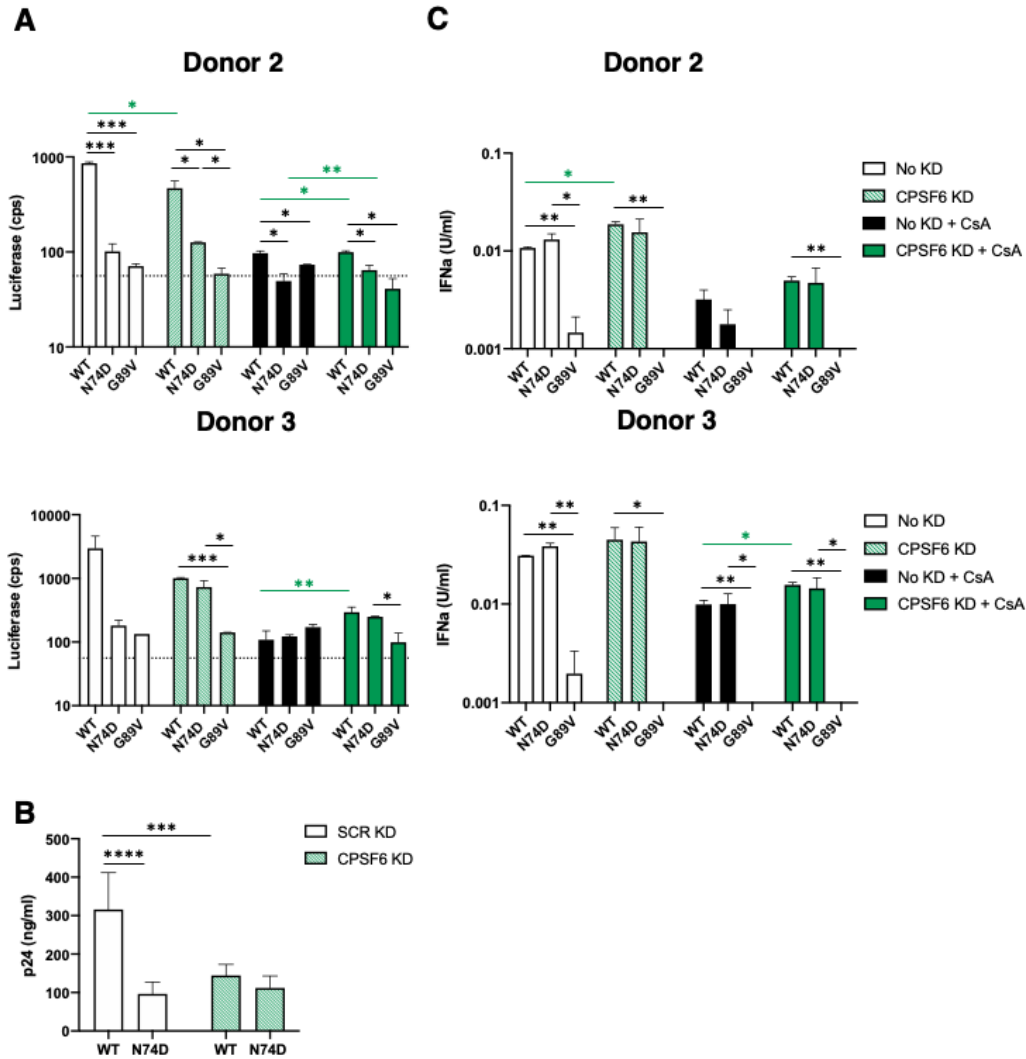 A
Donor 2
*
***
***
*
*
*
**
*
*
*
*
*
Luciferase (cps)
1000
100
10
WT
N74D
G89V
WT
N74D
G89V
WT
N74D
G89V
WT
N74D
G89V
Donor 3
*
***
**
*
Luciferase (cps)
10000
1000
100
10
WT
N74D
G89V
WT
N74D
G89V
WT
N74D
G89V
WT
N74D
G89V
B
***
****
p24 (ng/ml)
500
400
300
200
100
0
WT
N74D
WT
N74D
SCR KD
CPSF6 KD
C
Donor 2
*
*
**
**
**
IFNa (U/ml)
0.1
0.01
0.001
WT
N74D
G89V
WT
N74D
G89V
WT
N74D
G89V
WT
N74D
G89V
No KD
CPSF6 KD
No KD + CsA
CPSF6 KD + CsA
Donor 3
**
**
*
*
*
**
*
**
IFNa (U/ml)
0.1
0.01
0.001
WT
N74D
G89V
WT
N74D
G89V
WT
N74D
G89V
WT
N74D
G89V
No KD
CPSF6 KD
No KD + CsA
CPSF6 KD + CsA